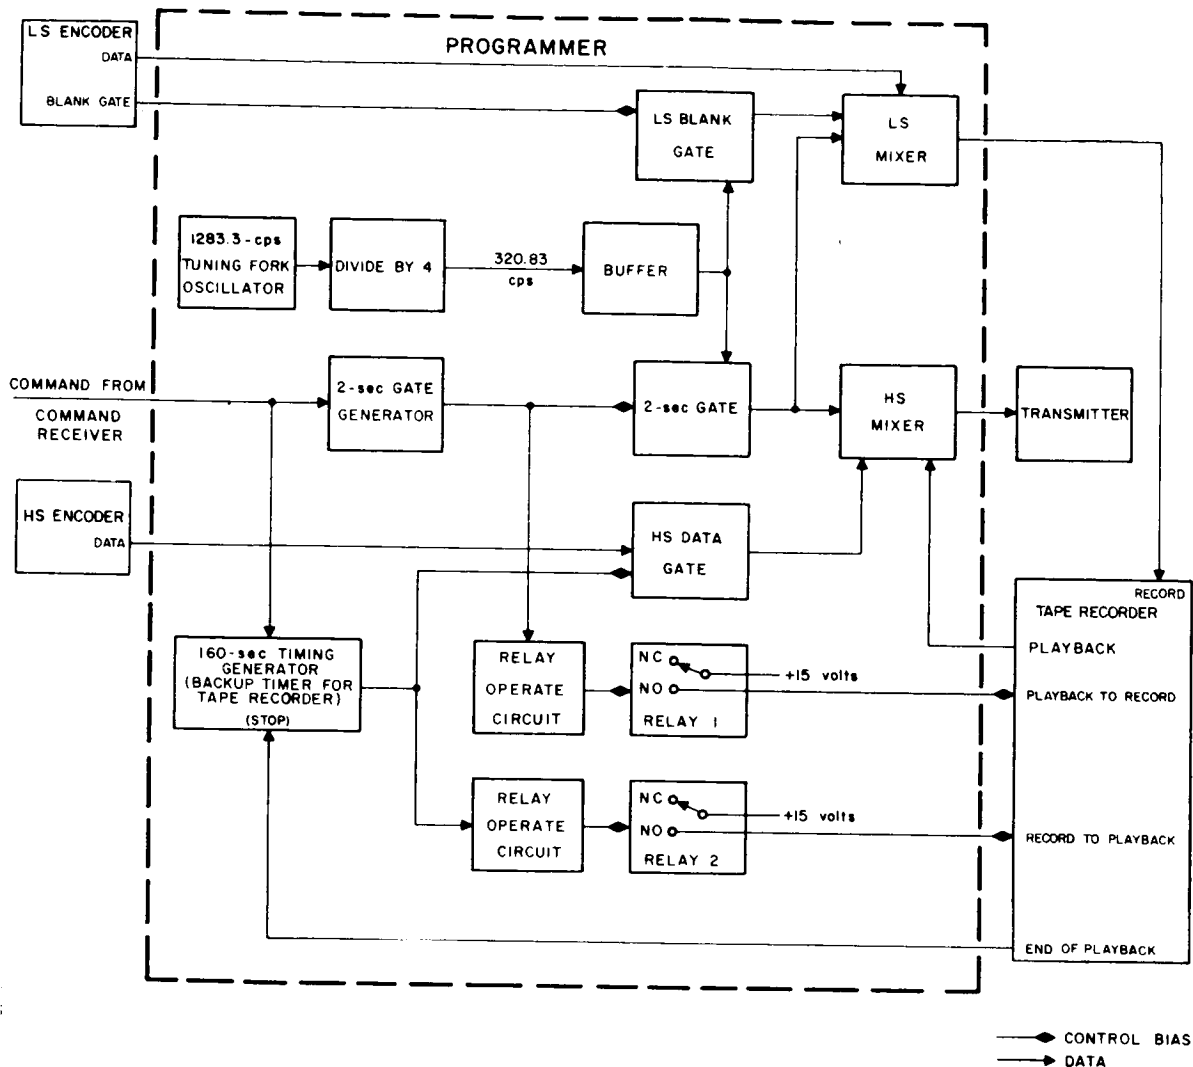 LS ENCODER
DATA
BLANK GATE
PROGRAMMER
LS BLANK
GATE
LS
MIXER
1283.3-cps
TUNING FORK
OSCILLATOR
DIVIDE BY 4
320.83
cps
BUFFER
COMMAND FROM
COMMAND
RECEIVER
2-sec GATE
GENERATOR
2-sec GATE
HS
MIXER
TRANSMITTER
HS ENCODER
DATA
HS DATA
GATE
160-sec TIMING
GENERATOR
(BACKUP TIMER FOR
TAPE RECORDER)
(STOP)
RELAY
OPERATE
CIRCUIT
NC
NO
RELAY 1
+15 volts
RECORD
TAPE RECORDER
PLAYBACK
PLAYBACK TO RECORD
RELAY
OPERATE
CIRCUIT
NC
NO
RELAY 2
+15 volts
RECORD TO PLAYBACK
END OF PLAYBACK
CONTROL BIAS
DATA